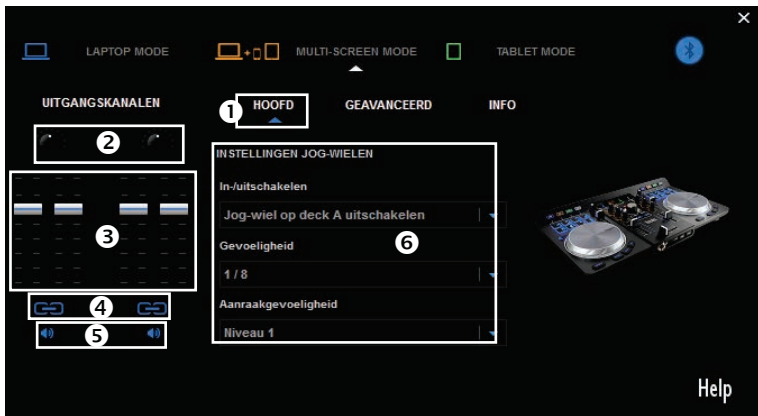 LAPTOP MODE
MULTI-SCREEN MODE
TABLET MODE
UITGANGSKANALEN
1
HOOFD
GEAVANCEERD
INFO
2
INSTELLINGEN JOG-WIELEN
In-/uitschakelen
Jog-wiel op deck A uitschakelen
3
Gevoeligheid
6
1 / 8
4
Aanraakgevoeligheid
5
Niveau 1
Help